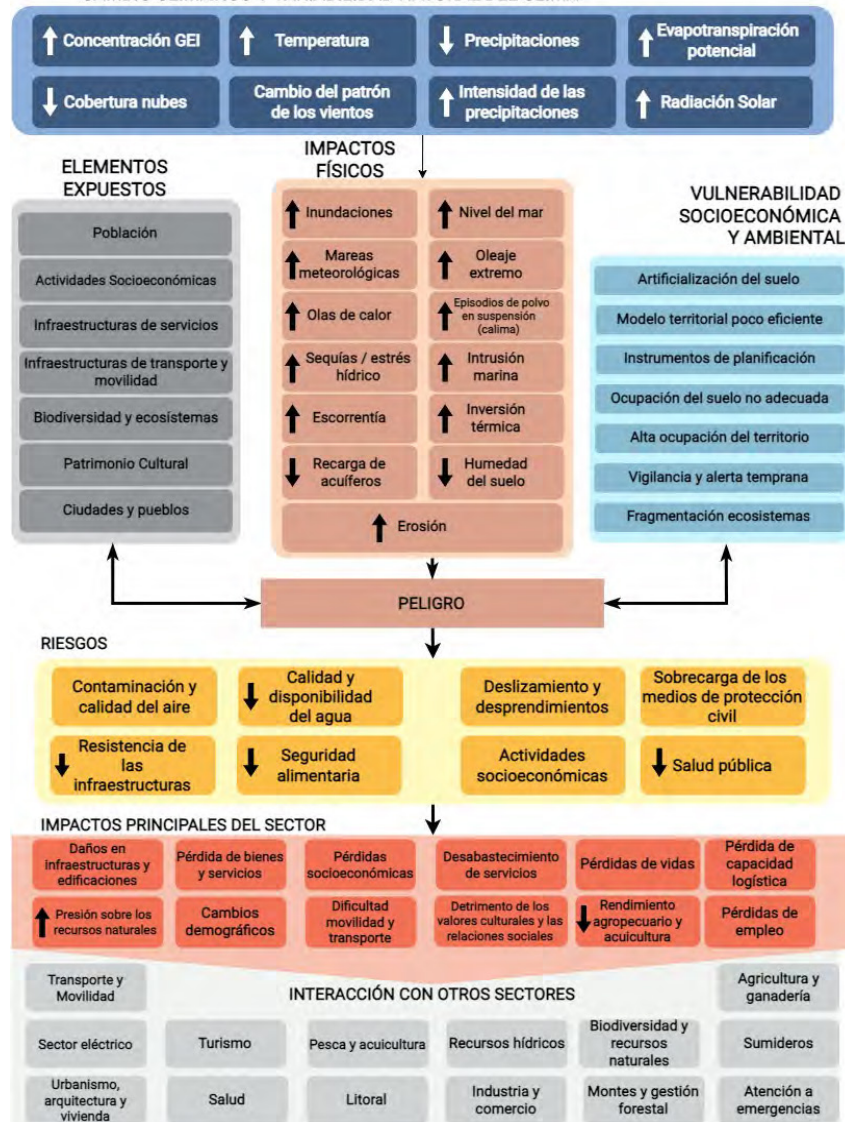 Concentración GEI
Temperatura
Precipitaciones
Evapotranspiración
potencial
Cobertura nubes
Cambio del patrón
de los vientos
Intensidad de las
precipitaciones
Radiación Solar
ELEMENTOS
EXPUESTOS
Población
Actividades Socioeconómicas
Infraestructuras de servicios
Infraestructuras de transporte y
movilidad
Biodiversidad y ecosistemas
Patrimonio Cultural
Ciudades y pueblos
IMPACTOS
FÍSICOS
Inundaciones
Nivel del mar
Mareas
meteorológicas
Oleaje
extremo
Olas de calor
Episodios de polvo
en suspensión
(calima)
Sequías / estrés
hídrico
Intrusión
marina
Escorrentía
Inversión
térmica
Recarga de
acuíferos
Humedad
del suelo
Erosión
VULNERABILIDAD
SOCIOECONÓMICA
Y AMBIENTAL
Artificialización del suelo
Modelo territorial poco eficiente
Instrumentos de planificación
Ocupación del suelo no adecuada
Alta ocupación del territorio
Vigilancia y alerta temprana
Fragmentación ecosistemas
PELIGRO
RIESGOS
Contaminación y
calidad del aire
Calidad y
disponibilidad
del agua
Deslizamiento y
desprendimientos
Sobrecarga de los
medios de protección
civil
Resistencia de
las
infraestructuras
Seguridad
alimentaria
Actividades
socioeconómicas
Salud pública
IMPACTOS PRINCIPALES DEL SECTOR
Daños en
infraestructuras y
edificaciones
Pérdida de bienes
y servicios
Pérdidas
socioeconómicas
Desabastecimiento
de servicios
Pérdidas de vidas
Pérdida de
capacidad
logística
Presión sobre los
recursos naturales
Cambios
demográficos
Dificultad
movilidad y
transporte
Detrimento de los
valores culturales y las
relaciones sociales
Rendimiento
agropecuario y
acuicultura
Pérdidas de
empleo
INTERACCIÓN CON OTROS SECTORES
Transporte y
Movilidad
Agricultura y
ganadería
Sector eléctrico
Turismo
Pesca y acuicultura
Recursos hídricos
Biodiversidad y
recursos
naturales
Sumideros
Urbanismo,
arquitectura y
vivienda
Salud
Litoral
Industria y
comercio
Montes y gestión
forestal
Atención a
emergencias